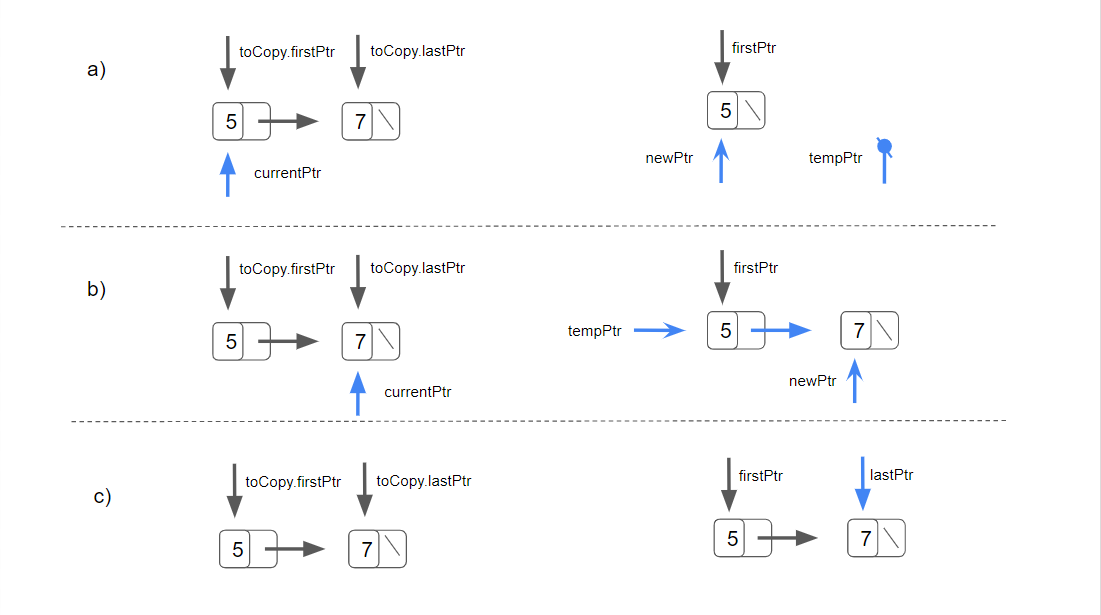 toCopy.firstPtr toCopy.lastPtr firstPtr
a)
5 7 5
newPtr tempPtr
currentPtr
toCopy.firstPtr toCopy.lastPtr firstPtr
b)
5 7 tempPtr 5 7
currentPtr newPtr
toCopy.firstPtr toCopy.lastPtr firstPtr lastPtr
c)
5 7 5 7